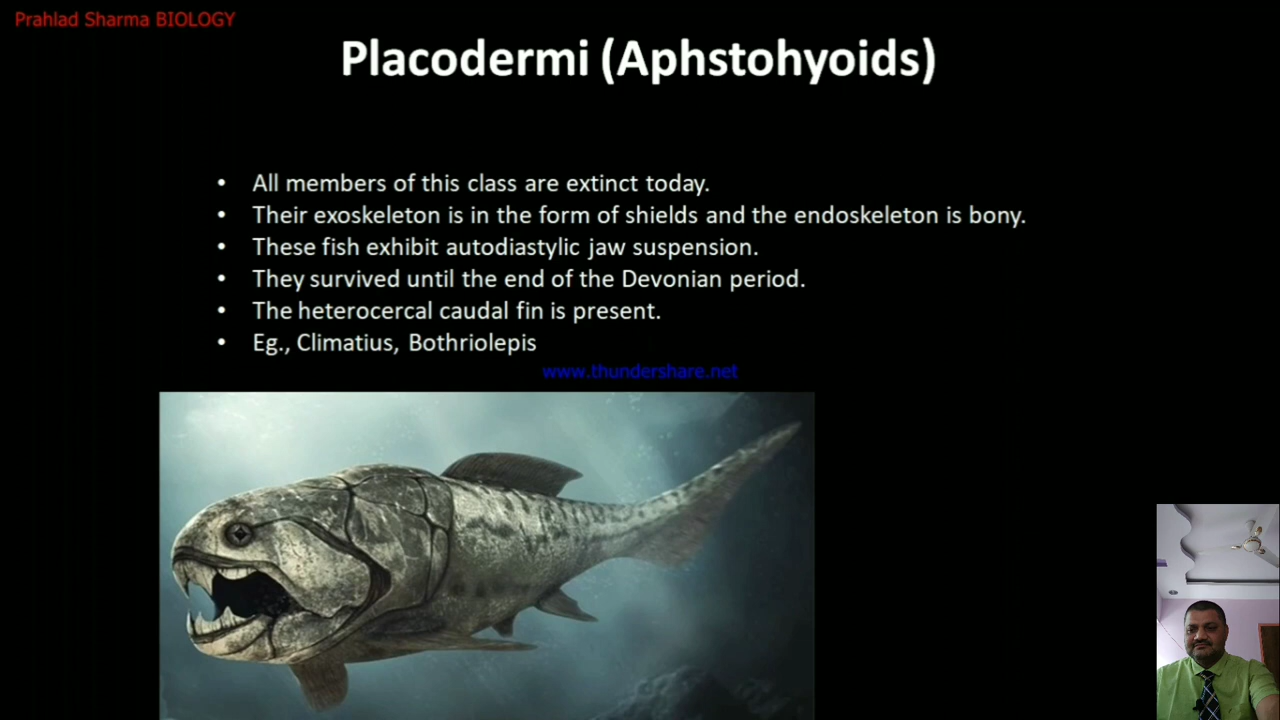 Prahlad Sharma BIOLOGY
Placodermi (Aphstohyoids)
• All members of this class are extinct today.
• Their exoskeleton is in the form of shields and the endoskeleton is bony.
• These fish exhibit autodiastylic jaw suspension.
• They survived until the end of the Devonian period.
• The heterocercal caudal fin is present.
• Eg., Climatius, Bothriolepis
www.thundershare.net